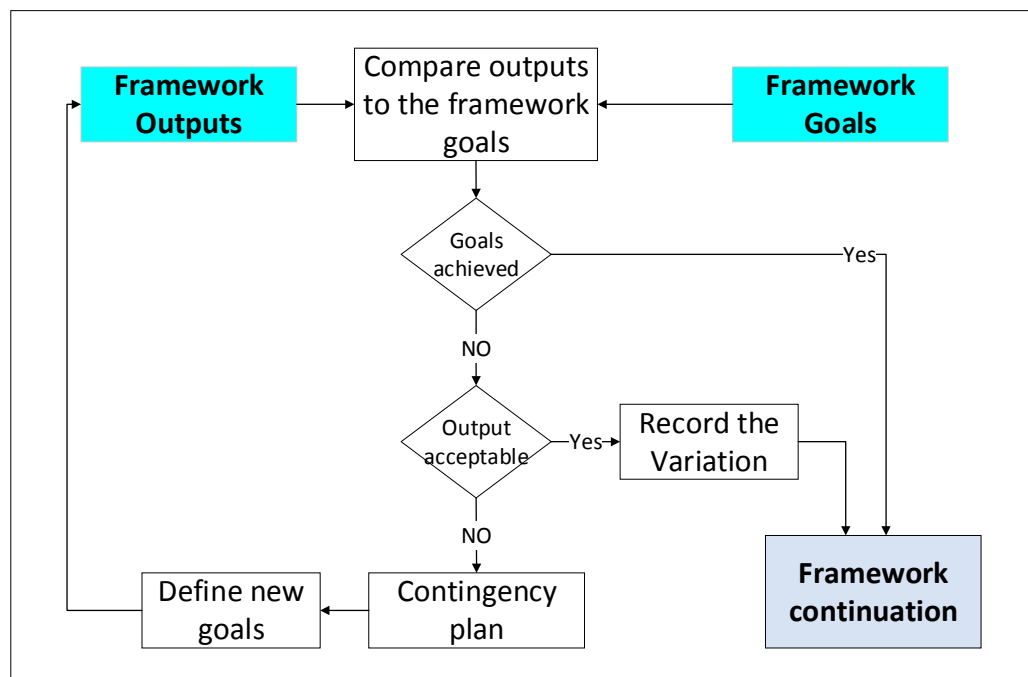 Framework
Outputs
Compare outputs
to the framework
goals
Framework
Goals
Goals
achieved
Yes
NO
Output
acceptable
Yes
Record the
Variation
NO
Define new
goals
Contingency
plan
Framework
continuation